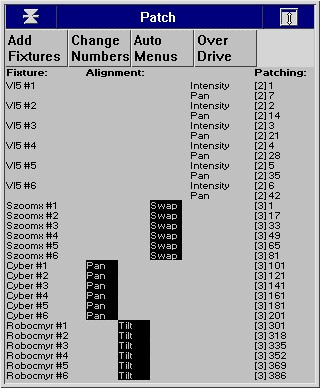 Patch
Add Fixtures Change Numbers Auto Menus Over Drive
Fixture: Alignment: Patching:
VI5 #1 Intensity [2] 1
Pan [2] 7
VI5 #2 Intensity [2] 2
Pan [2] 14
VI5 #3 Intensity [2] 3
Pan [2] 21
VI5 #4 Intensity [2] 4
Pan [2] 28
VI5 #5 Intensity [2] 5
Pan [2] 35
VI5 #6 Intensity [2] 6
Pan [2] 42
Szoomx #1 Swap [3] 1
Szoomx #2 Swap [3] 17
Szoomx #3 Swap [3] 33
Szoomx #4 Swap [3] 49
Szoomx #5 Swap [3] 65
Szoomx #6 Swap [3] 81
Cyber #1 Pan [3] 101
Cyber #2 Pan [3] 121
Cyber #3 Pan [3] 141
Cyber #4 Pan [3] 161
Cyber #5 Pan [3] 181
Cyber #6 Pan [3] 201
Robocmyr #1 Tilt [3] 301
Robocmyr #2 Tilt [3] 318
Robocmyr #3 Tilt [3] 335
Robocmyr #4 Tilt [3] 352
Robocmyr #5 Tilt [3] 369
Robocmyr #6 Tilt [3] 386